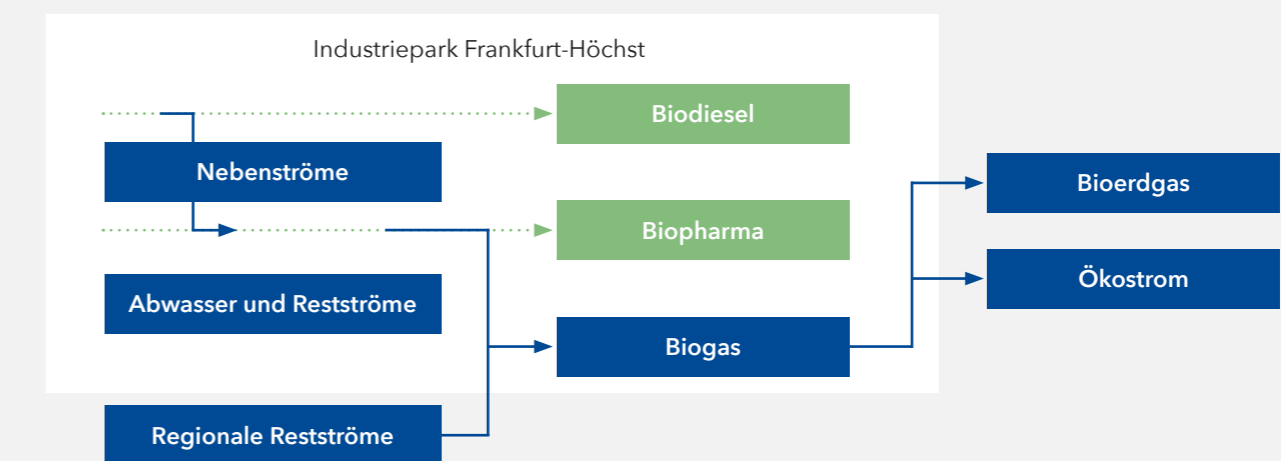 Industriepark Frankfurt-Höchst
Biodiesel
Nebenströme
Bioerdgas
Biopharma
Ökostrom
Abwasser und Restströme
Biogas
Regionale Restströme